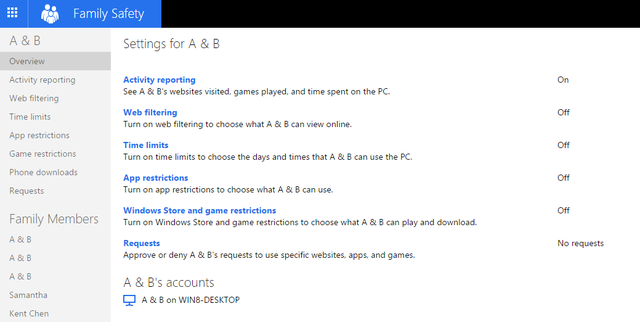 Family Safety
A & B
Overview
Activity reporting
Web filtering
Time limits
App restrictions
Game restrictions
Phone downloads
Requests
Family Members
A & B
A & B
A & B
Samantha
Kent Chen
Settings for A & B
Activity reporting On
See A & B's websites visited, games played, and time spent on the PC.
Web filtering Off
Turn on web filtering to choose what A & B can view online.
Time limits Off
Turn on time limits to choose the days and times that A & B can use the PC.
App restrictions Off
Turn on app restrictions to choose what A & B can use.
Windows Store and game restrictions Off
Turn on Windows Store and game restrictions to choose what A & B can play and download.
Requests No requests
Approve or deny A & B's requests to use specific websites, apps, and games.
A & B's accounts
A & B on WIN8-DESKTOP